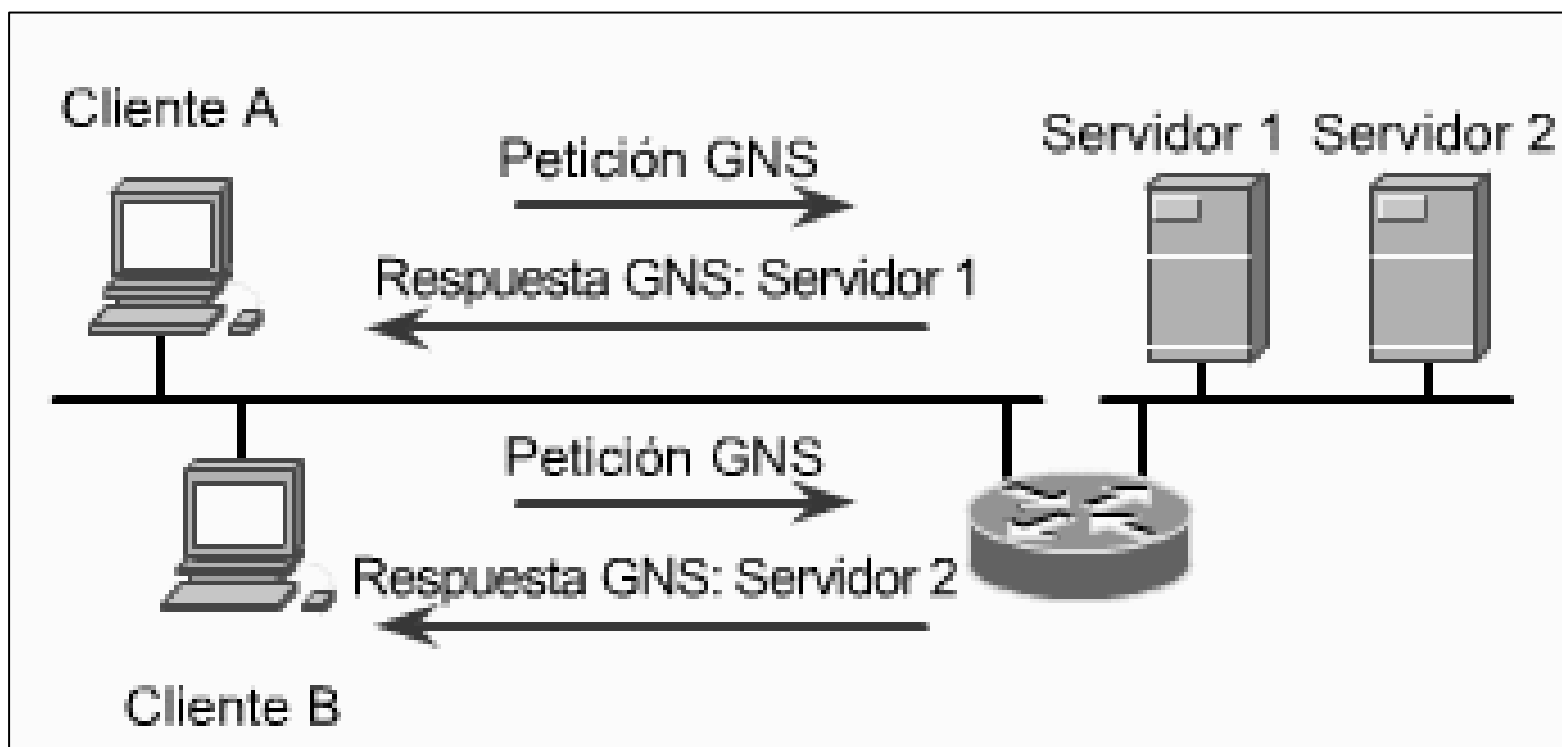 Cliente A
Petición GNS
Servidor 1
Servidor 2
Respuesta GNS: Servidor 1
Petición GNS
Respuesta GNS: Servidor 2
Cliente B